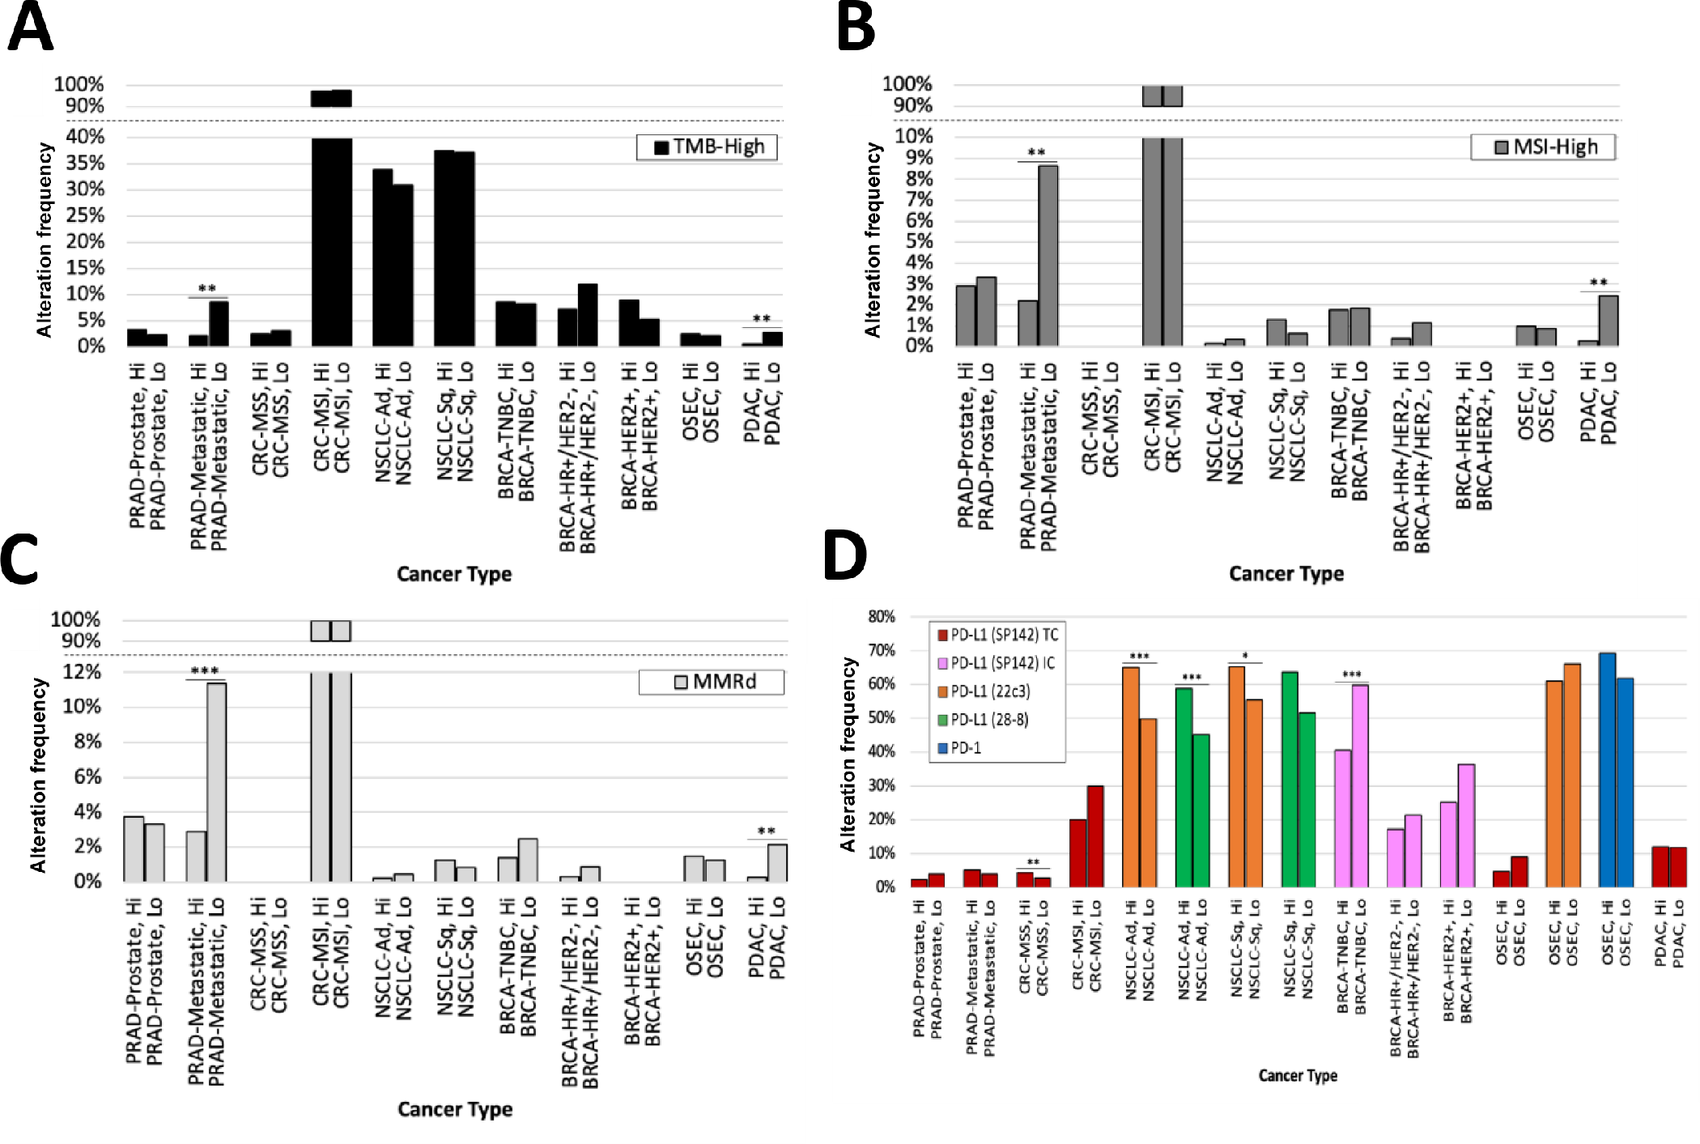 A
100%
90%
40%
35%
30%
25%
20%
15%
10%
5%
0%
Alteration frequency
TMB-High
**
**
PRAD-Prostate, Hi
PRAD-Prostate, Lo
PRAD-Metastatic, Hi
PRAD-Metastatic, Lo
CRC-MSS, Hi
CRC-MSS, Lo
CRC-MSI, Hi
CRC-MSI, Lo
NSCLC-Ad, Hi
NSCLC-Ad, Lo
NSCLC-Sq, Hi
NSCLC-Sq, Lo
BRCA-TNBC, Hi
BRCA-TNBC, Lo
BRCA-HR+/HER2-, Hi
BRCA-HR+/HER2-, Lo
BRCA-HER2+, Hi
BRCA-HER2+, Lo
OSEC, Hi
OSEC, Lo
PDAC, Hi
PDAC, Lo
Cancer Type
B
100%
90%
10%
9%
8%
7%
6%
5%
4%
3%
2%
1%
0%
Alteration frequency
MSI-High
**
**
PRAD-Prostate, Hi
PRAD-Prostate, Lo
PRAD-Metastatic, Hi
PRAD-Metastatic, Lo
CRC-MSS, Hi
CRC-MSS, Lo
CRC-MSI, Hi
CRC-MSI, Lo
NSCLC-Ad, Hi
NSCLC-Ad, Lo
NSCLC-Sq, Hi
NSCLC-Sq, Lo
BRCA-TNBC, Hi
BRCA-TNBC, Lo
BRCA-HR+/HER2-, Hi
BRCA-HR+/HER2-, Lo
BRCA-HER2+, Hi
BRCA-HER2+, Lo
OSEC, Hi
OSEC, Lo
PDAC, Hi
PDAC, Lo
Cancer Type
C
100%
90%
12%
10%
8%
6%
4%
2%
0%
Alteration frequency
MMRd
***
**
PRAD-Prostate, Hi
PRAD-Prostate, Lo
PRAD-Metastatic, Hi
PRAD-Metastatic, Lo
CRC-MSS, Hi
CRC-MSS, Lo
CRC-MSI, Hi
CRC-MSI, Lo
NSCLC-Ad, Hi
NSCLC-Ad, Lo
NSCLC-Sq, Hi
NSCLC-Sq, Lo
BRCA-TNBC, Hi
BRCA-TNBC, Lo
BRCA-HR+/HER2-, Hi
BRCA-HR+/HER2-, Lo
BRCA-HER2+, Hi
BRCA-HER2+, Lo
OSEC, Hi
OSEC, Lo
PDAC, Hi
PDAC, Lo
Cancer Type
D
80%
70%
60%
50%
40%
30%
20%
10%
0%
Alteration frequency
PD-L1 (SP142) TC
PD-L1 (SP142) IC
PD-L1 (22c3)
PD-L1 (28-8)
PD-1
**
***
***
*
***
PRAD-Prostate, Hi
PRAD-Prostate, Lo
PRAD-Metastatic, Hi
PRAD-Metastatic, Lo
CRC-MSS, Hi
CRC-MSS, Lo
CRC-MSI, Hi
CRC-MSI, Lo
NSCLC-Ad, Hi
NSCLC-Ad, Lo
NSCLC-Ad, Hi
NSCLC-Ad, Lo
NSCLC-Sq, Hi
NSCLC-Sq, Lo
NSCLC-Sq, Hi
NSCLC-Sq, Lo
BRCA-TNBC, Hi
BRCA-TNBC, Lo
BRCA-HR+/HER2-, Hi
BRCA-HR+/HER2-, Lo
BRCA-HER2+, Hi
BRCA-HER2+, Lo
OSEC, Hi
OSEC, Lo
OSEC, Hi
OSEC, Lo
OSEC, Hi
OSEC, Lo
PDAC, Hi
PDAC, Lo
Cancer Type